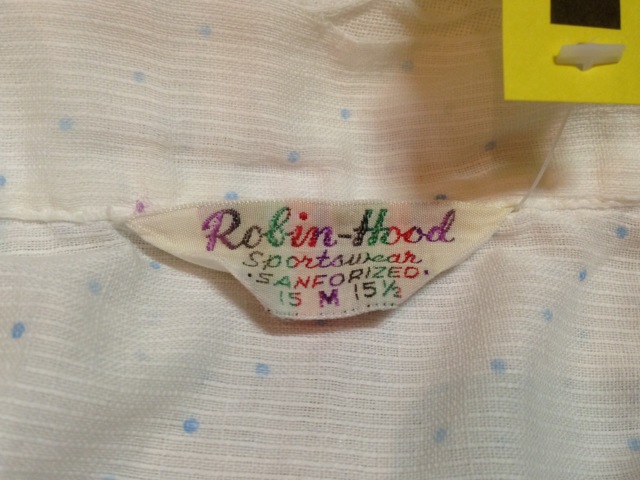 Robin-Hood
Sportswear
·SANFORIZED·
15 M 15½